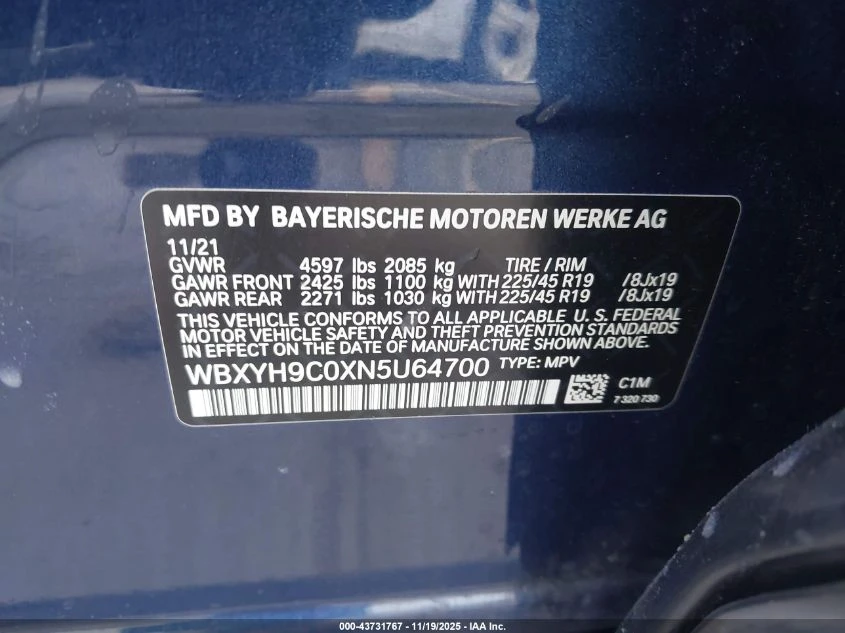 MFD BY BAYERISCHE MOTOREN WERKE AG
11/21
GVWR 4597 lbs 2085 kg TIRE / RIM
GAWR FRONT 2425 lbs 1100 kg WITH 225/45 R19 /8Jx19
GAWR REAR 2271 lbs 1030 kg WITH 225/45 R19 /8Jx19
THIS VEHICLE CONFORMS TO ALL APPLICABLE U. S. FEDERAL
MOTOR VEHICLE SAFETY AND THEFT PREVENTION STANDARDS
IN EFFECT ON THE DATE OF MANUFACTURE SHOWN ABOVE.
WBXYH9C0XN5U64700 TYPE: MPV
C1M
7 320 730
000-43731767 - 11/19/2025 - IAA Inc.